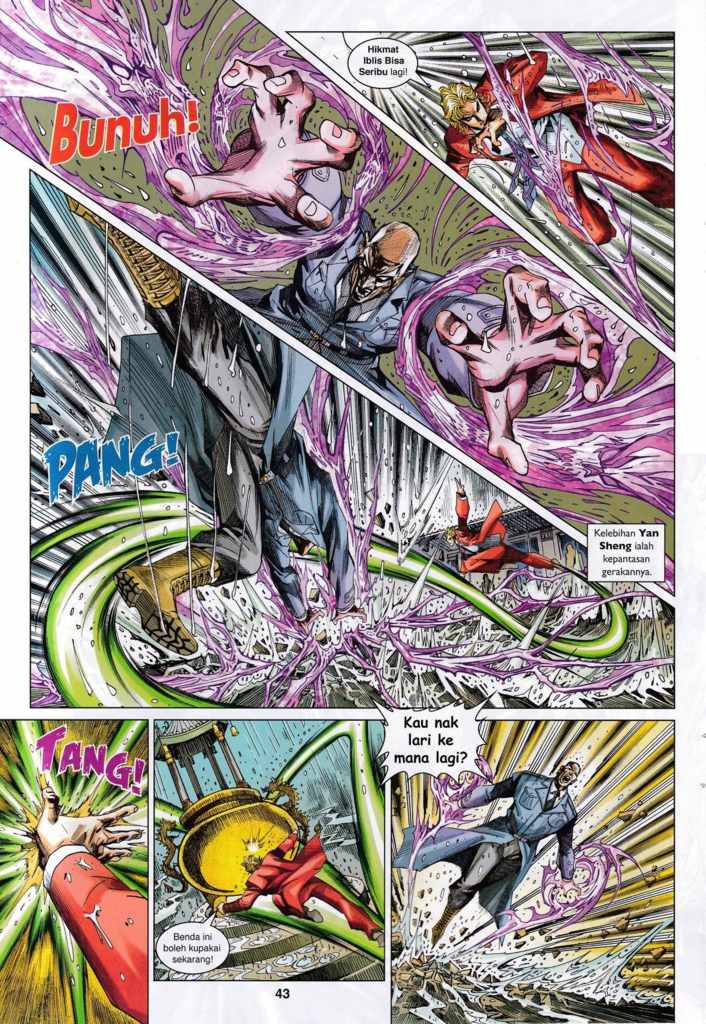 Hikmat
Iblis Bisa
Seribu lagi!
Bunuh!
PANG!
Kelebihan Yan
Sheng ialah
kepantasan
gerakannya.
TANG!
Benda ini
boleh kupakai
sekarang!
Kau nak
lari ke
mana lagi?
43